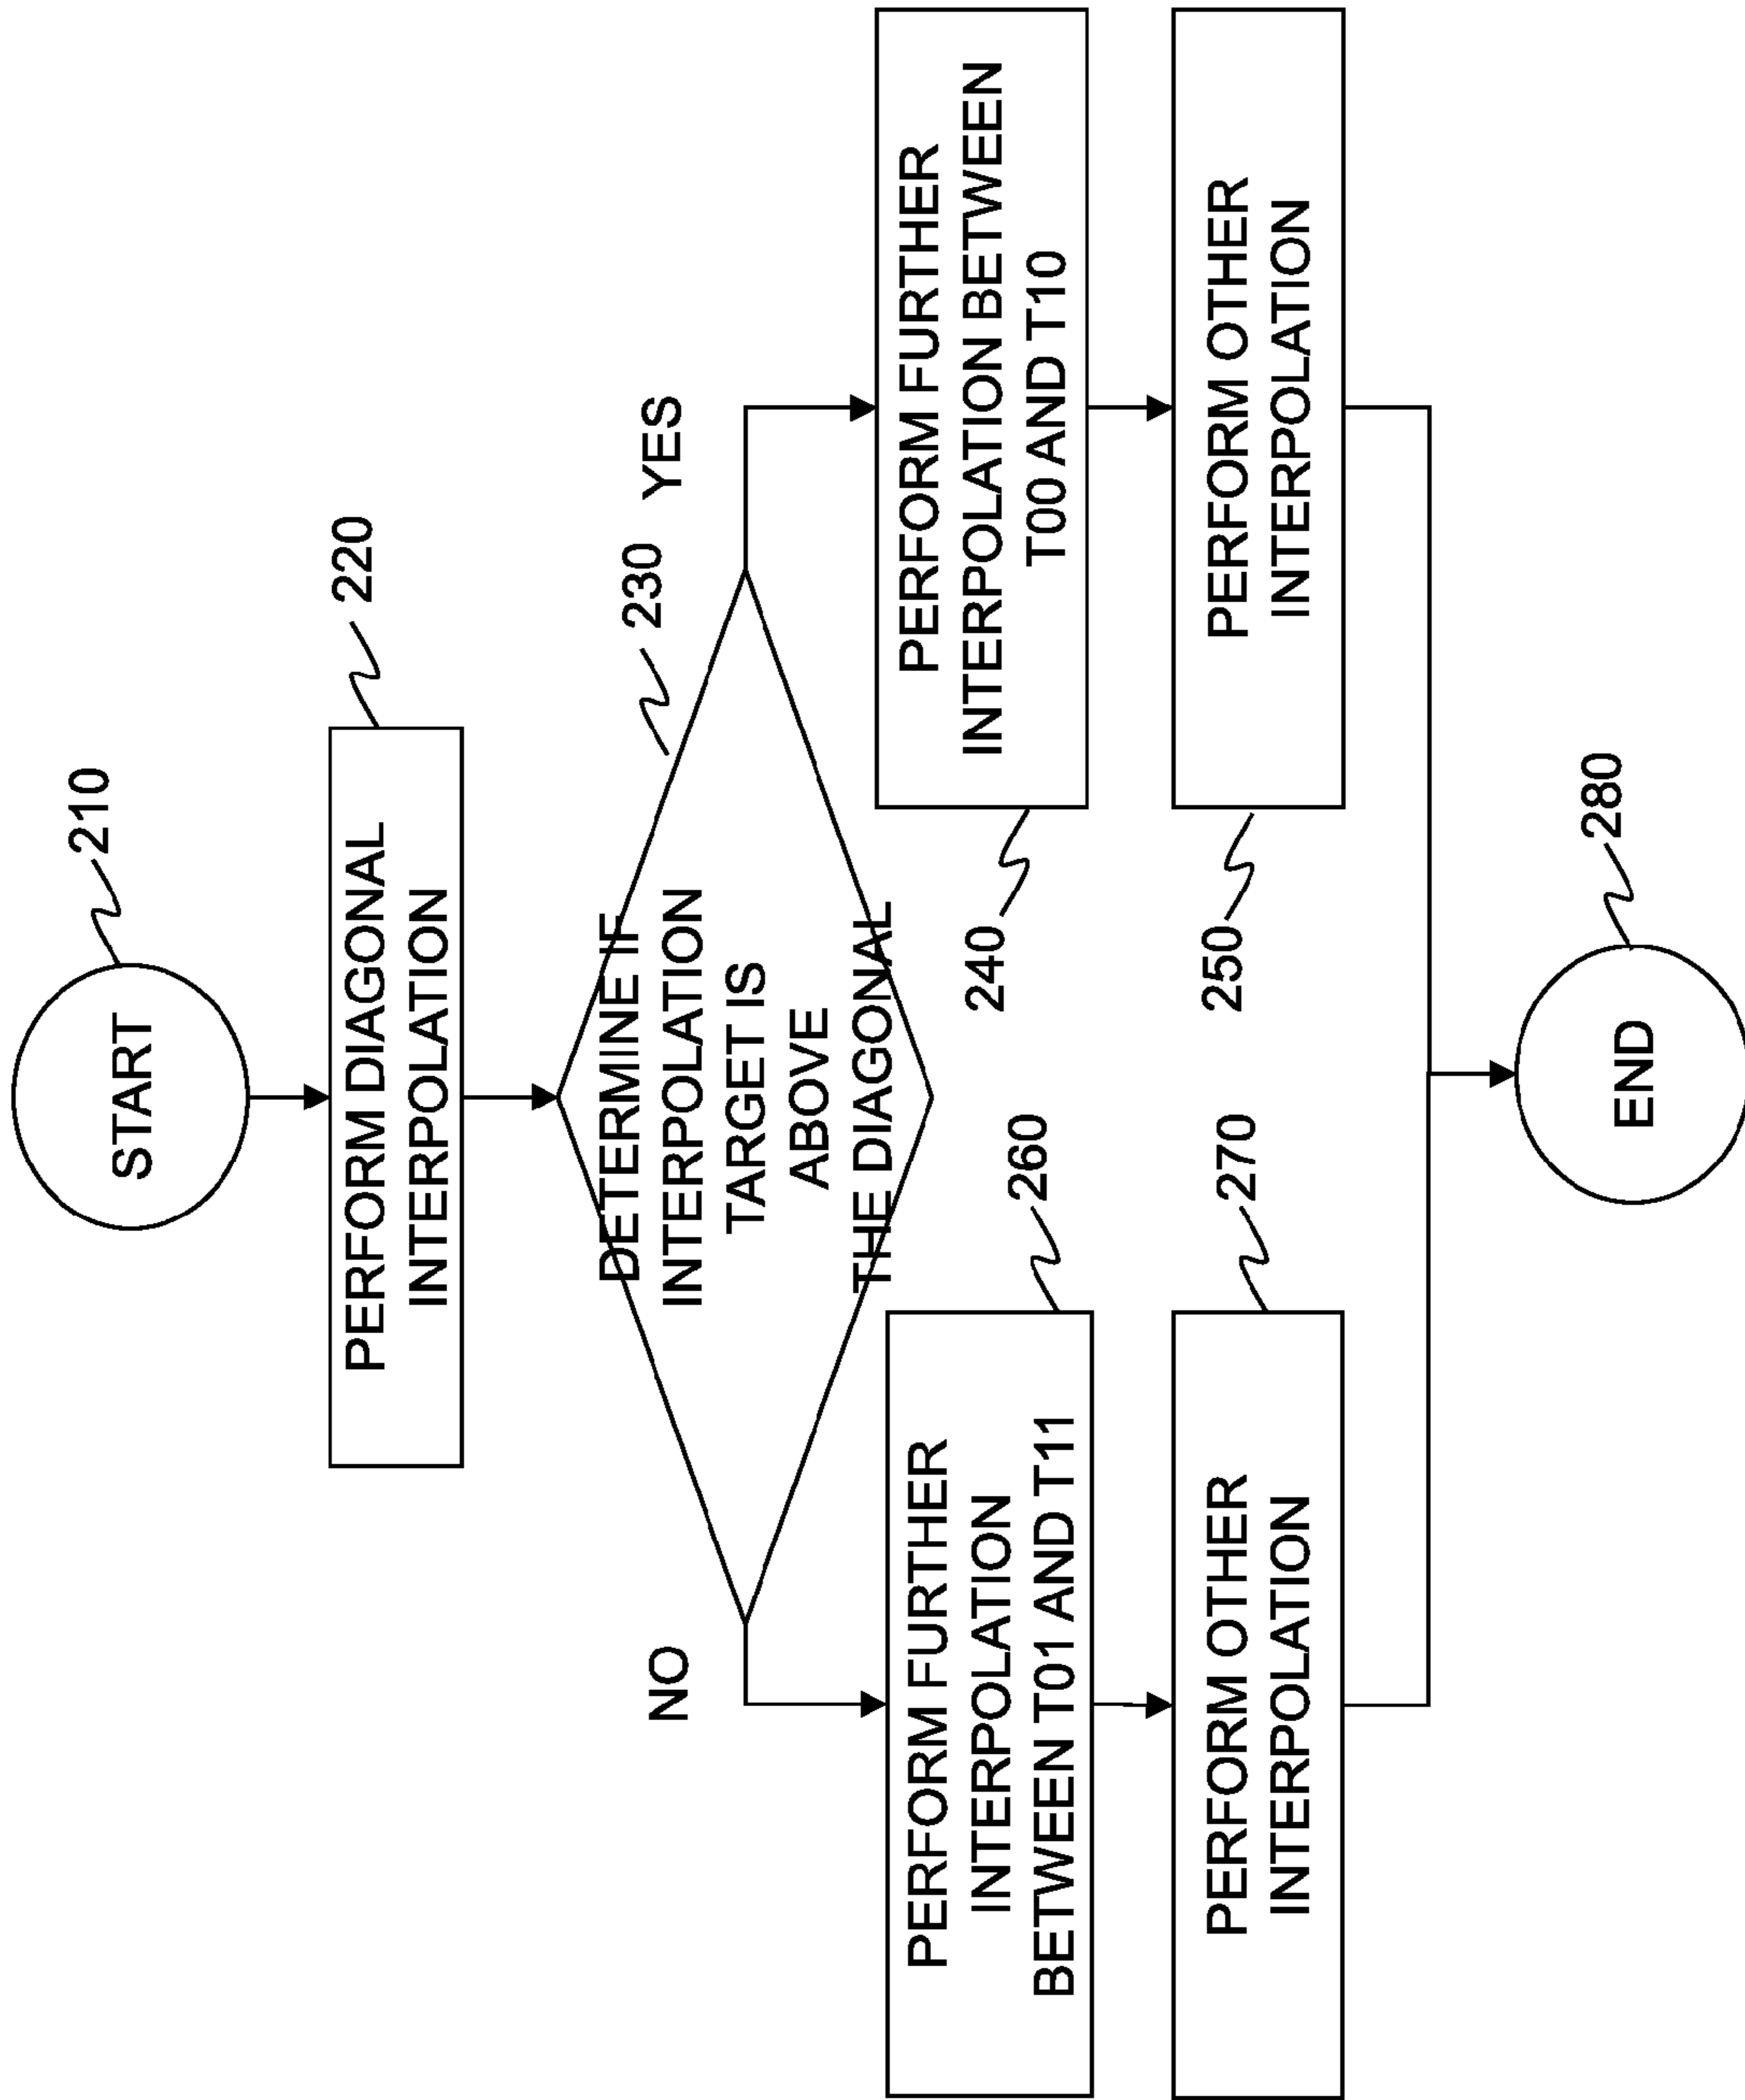 START
210
PERFORM DIAGONAL
INTERPOLATION
220
DETERMINE IF
INTERPOLATION
TARGET IS
ABOVE
THE DIAGONAL
230
YES
NO
PERFORM FURTHER
INTERPOLATION BETWEEN
T00 AND T10
240
PERFORM OTHER
INTERPOLATION
250
PERFORM FURTHER
INTERPOLATION
BETWEEN T01 AND T11
260
PERFORM OTHER
INTERPOLATION
270
END
280